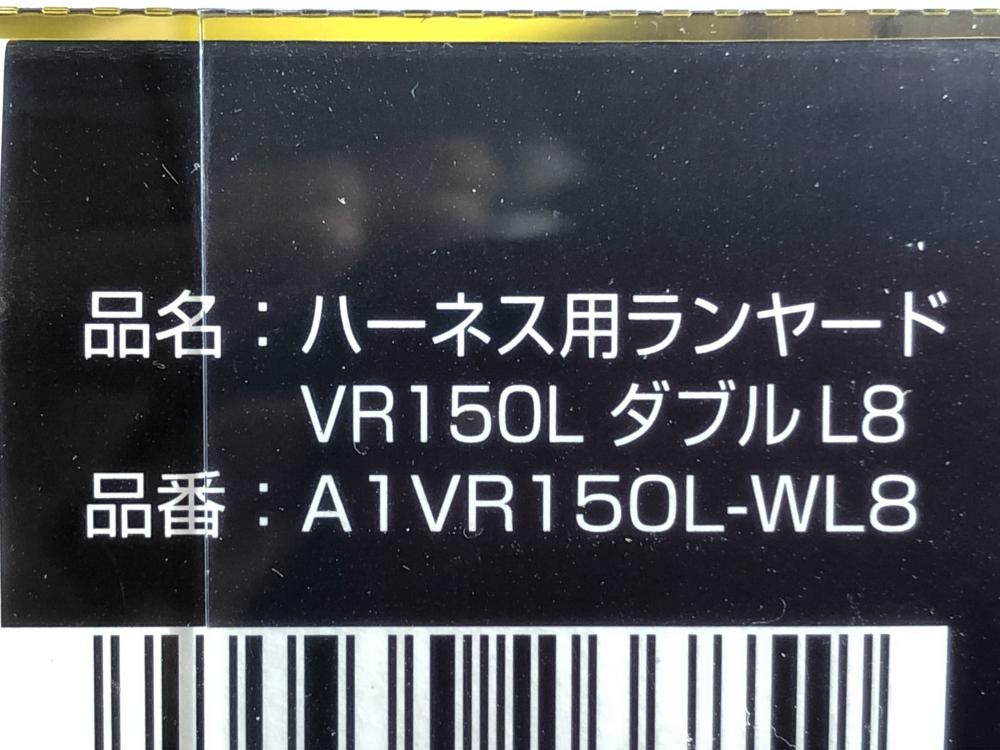 品名：ハーネス用ランヤード
VR150L ダブル L8
品番：A1VR150L-WL8